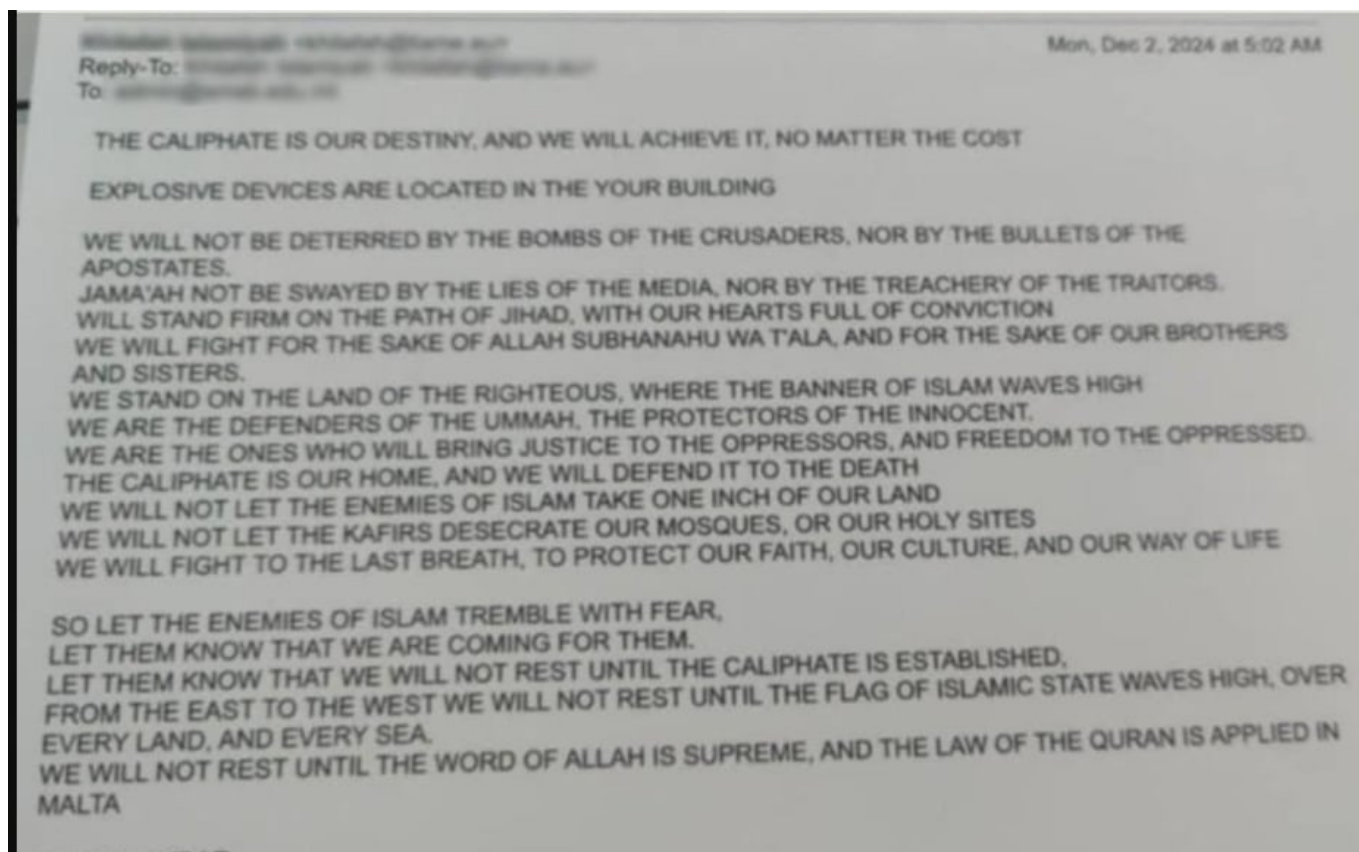 Mon, Dec 2, 2024 at 5:02 AM
Reply-To:
To:
THE CALIPHATE IS OUR DESTINY, AND WE WILL ACHIEVE IT, NO MATTER THE COST
EXPLOSIVE DEVICES ARE LOCATED IN THE YOUR BUILDING
WE WILL NOT BE DETERRED BY THE BOMBS OF THE CRUSADERS, NOR BY THE BULLETS OF THE
APOSTATES.
JAMA'AH NOT BE SWAYED BY THE LIES OF THE MEDIA, NOR BY THE TREACHERY OF THE TRAITORS.
WILL STAND FIRM ON THE PATH OF JIHAD, WITH OUR HEARTS FULL OF CONVICTION
WE WILL FIGHT FOR THE SAKE OF ALLAH SUBHANAHU WA T'ALA, AND FOR THE SAKE OF OUR BROTHERS
AND SISTERS.
WE STAND ON THE LAND OF THE RIGHTEOUS, WHERE THE BANNER OF ISLAM WAVES HIGH
WE ARE THE DEFENDERS OF THE UMMAH, THE PROTECTORS OF THE INNOCENT.
WE ARE THE ONES WHO WILL BRING JUSTICE TO THE OPPRESSORS, AND FREEDOM TO THE OPPRESSED.
THE CALIPHATE IS OUR HOME, AND WE WILL DEFEND IT TO THE DEATH
WE WILL NOT LET THE ENEMIES OF ISLAM TAKE ONE INCH OF OUR LAND
WE WILL NOT LET THE KAFIRS DESECRATE OUR MOSQUES, OR OUR HOLY SITES
WE WILL FIGHT TO THE LAST BREATH, TO PROTECT OUR FAITH, OUR CULTURE, AND OUR WAY OF LIFE
SO LET THE ENEMIES OF ISLAM TREMBLE WITH FEAR,
LET THEM KNOW THAT WE ARE COMING FOR THEM.
LET THEM KNOW THAT WE WILL NOT REST UNTIL THE CALIPHATE IS ESTABLISHED,
FROM THE EAST TO THE WEST WE WILL NOT REST UNTIL THE FLAG OF ISLAMIC STATE WAVES HIGH, OVER
EVERY LAND, AND EVERY SEA.
WE WILL NOT REST UNTIL THE WORD OF ALLAH IS SUPREME, AND THE LAW OF THE QURAN IS APPLIED IN
MALTA